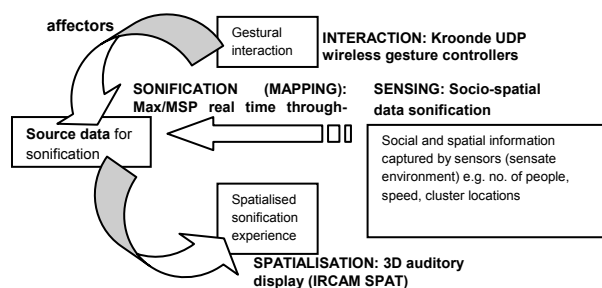 affectors
Gestural
interaction
INTERACTION: Kroonde UDP
wireless gesture controllers
SONIFICATION (MAPPING):
Max/MSP real time through-
SENSING: Socio-spatial
data sonification
Source data for
sonification
Social and spatial information
captured by sensors (sensate
environment) e.g. no. of people,
speed, cluster locations
Spatialised
sonification
experience
SPATIALISATION: 3D auditory
display (IRCAM SPAT)